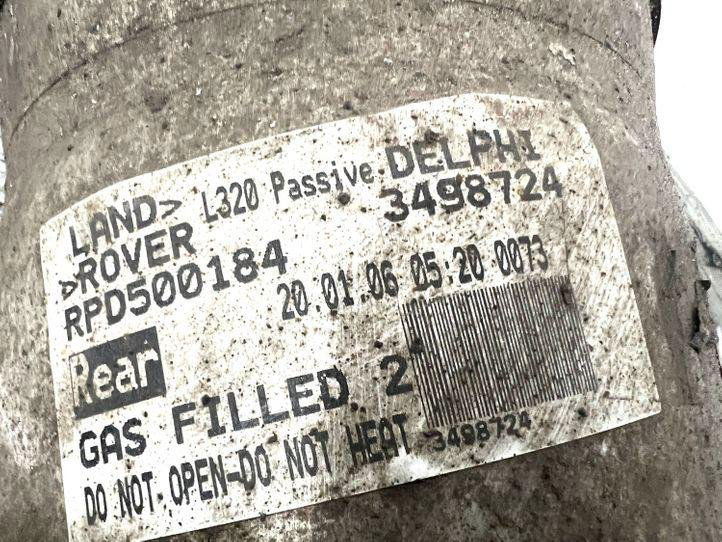 LAND> L320 Passive DELPHI
>ROVER 3498724
RPD500184 20.01.06 05:20 0073
Rear
GAS FILLED 2
DO NOT OPEN-DO NOT HEAT 3498724